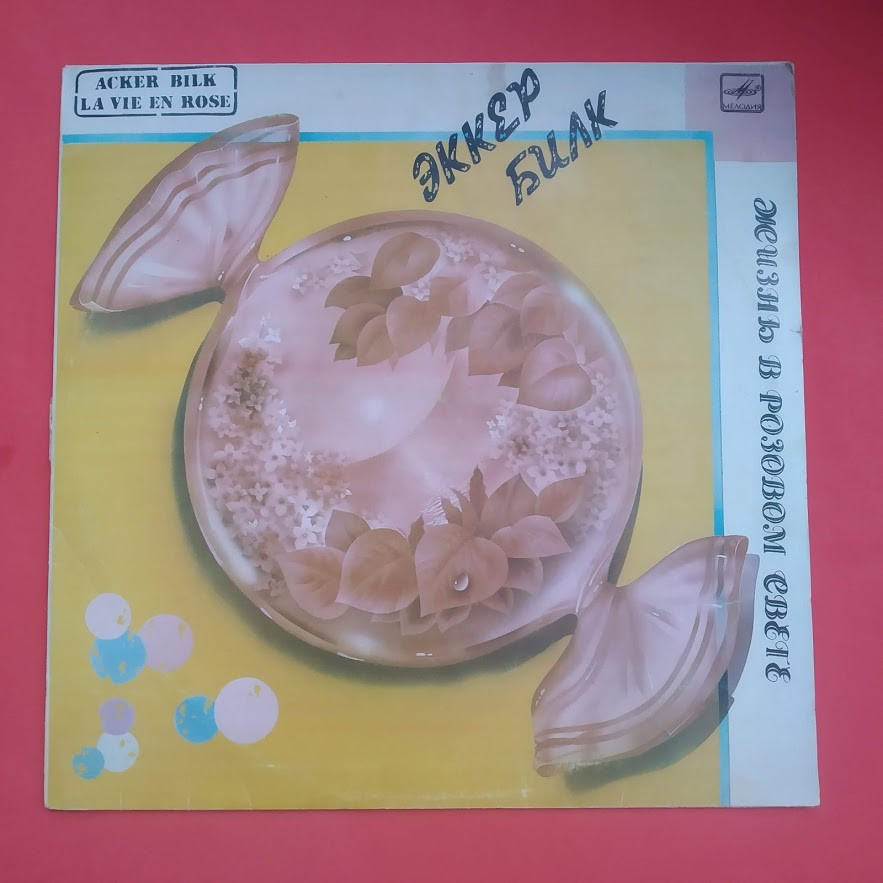 ACKER BILK
LA VIE EN ROSE
ЭККЕР
БИЛК
МЕЛОДИЯ
ЖИЗНЬ В РОЗОВОМ СВЕТЕ